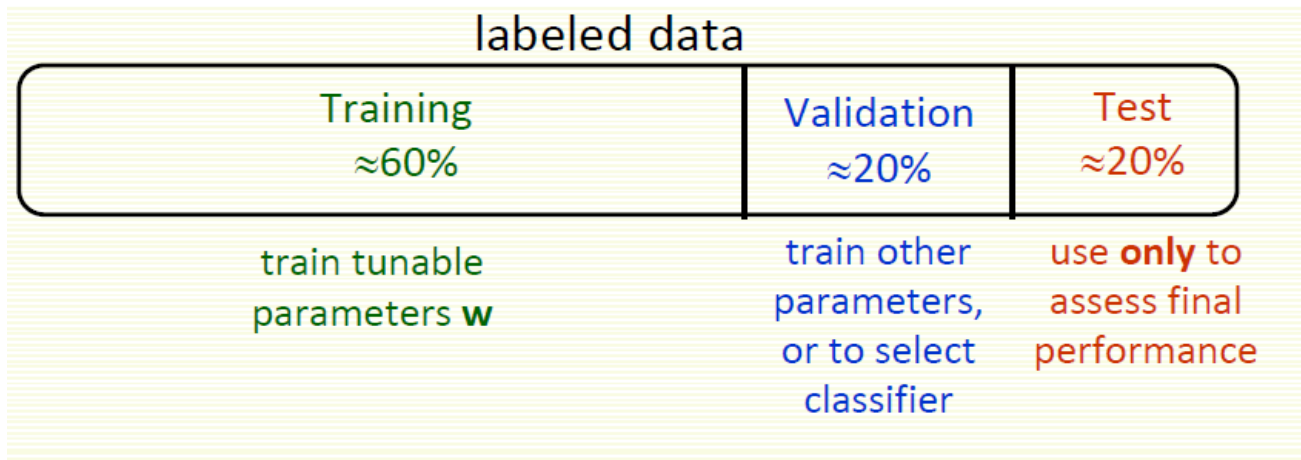 labeled data
Training
≈60%
Validation
≈20%
Test
≈20%
train tunable
parameters w
train other
parameters,
or to select
classifier
use only to
assess final
performance